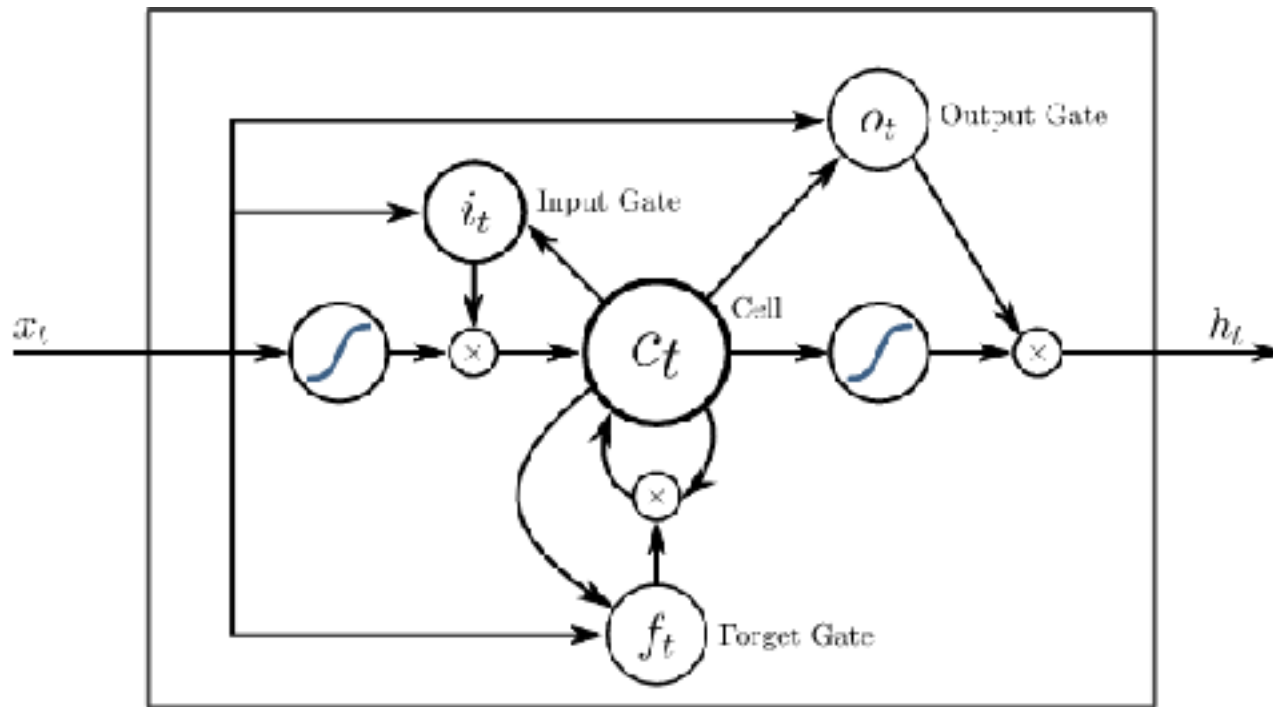 o_t Output Gate
i_t Input Gate
x_t
×
c_t
Cell
×
h_t
×
f_t Forget Gate